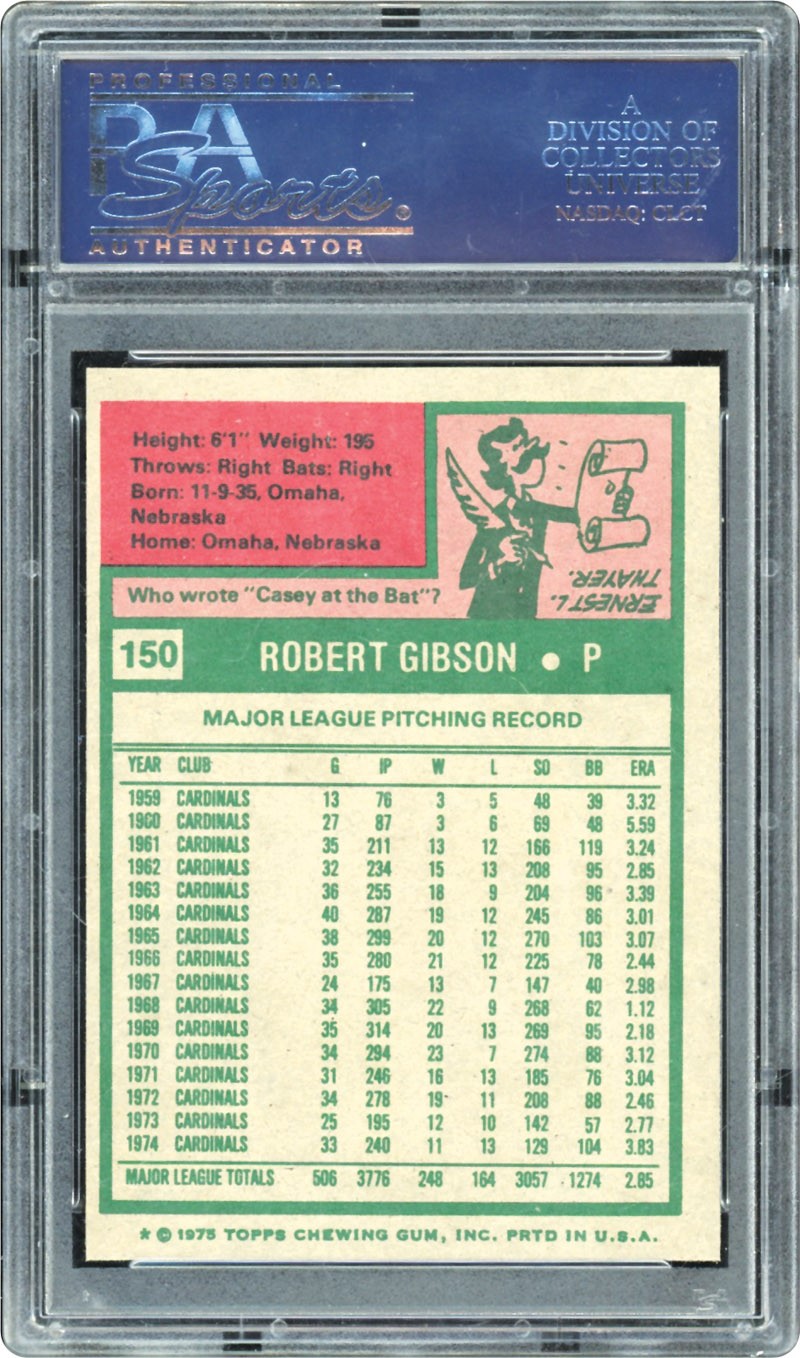 PROFESSIONAL
PSA
Sports®
AUTHENTICATOR
A
DIVISION OF
COLLECTORS
UNIVERSE
NASDAQ: CLCT
Height: 6'1" Weight: 195
Throws: Right Bats: Right
Born: 11-9-35, Omaha,
Nebraska
Home: Omaha, Nebraska
Who wrote "Casey at the Bat"?
ERNEST L.
THAYER.
150 ROBERT GIBSON • P
MAJOR LEAGUE PITCHING RECORD
YEAR CLUB G IP W L SO BB ERA
1959 CARDINALS 13 76 3 5 48 39 3.32
1960 CARDINALS 27 87 3 6 69 48 5.59
1961 CARDINALS 35 211 13 12 166 119 3.24
1962 CARDINALS 32 234 15 13 208 95 2.85
1963 CARDINALS 36 255 18 9 204 96 3.39
1964 CARDINALS 40 287 19 12 245 86 3.01
1965 CARDINALS 38 299 20 12 270 103 3.07
1966 CARDINALS 35 280 21 12 225 78 2.44
1967 CARDINALS 24 175 13 7 147 40 2.98
1968 CARDINALS 34 305 22 9 268 62 1.12
1969 CARDINALS 35 314 20 13 269 95 2.18
1970 CARDINALS 34 294 23 7 274 88 3.12
1971 CARDINALS 31 246 16 13 185 76 3.04
1972 CARDINALS 34 278 19 11 208 88 2.46
1973 CARDINALS 25 195 12 10 142 57 2.77
1974 CARDINALS 33 240 11 13 129 104 3.83
MAJOR LEAGUE TOTALS 506 3776 248 164 3057 1274 2.85
* © 1975 TOPPS CHEWING GUM, INC. PRTD IN U.S.A.
PSA